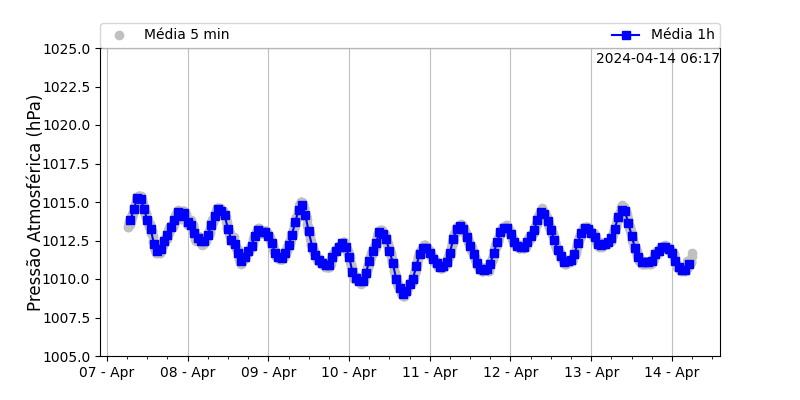 Média 5 min
Média 1h
2024-04-14 06:17
Pressão Atmosférica (hPa)
1025.0
1022.5
1020.0
1017.5
1015.0
1012.5
1010.0
1007.5
1005.0
07 - Apr
08 - Apr
09 - Apr
10 - Apr
11 - Apr
12 - Apr
13 - Apr
14 - Apr